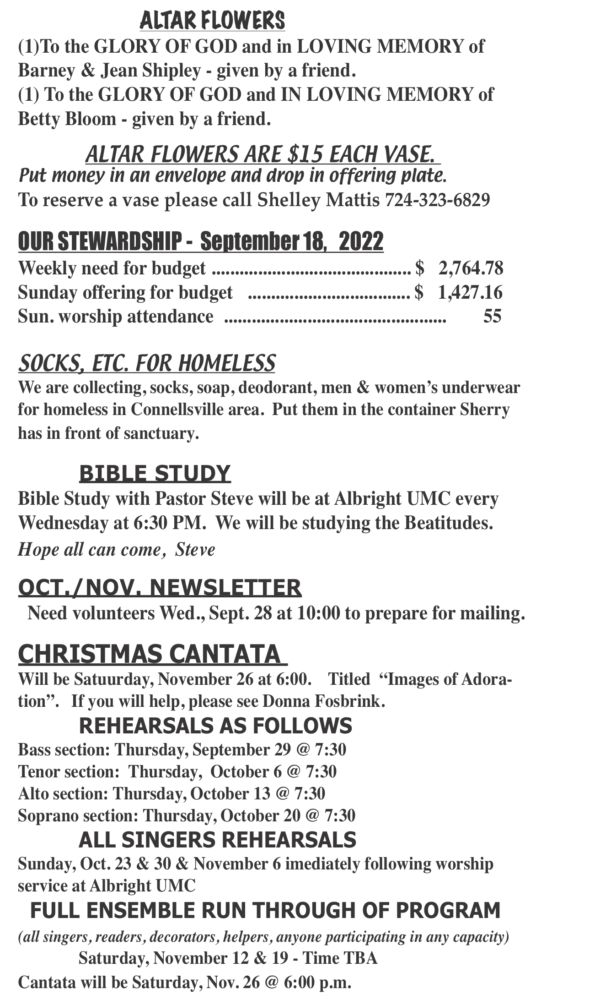 ALTAR FLOWERS
(1)To the GLORY OF GOD and in LOVING MEMORY of
Barney & Jean Shipley - given by a friend.
(1) To the GLORY OF GOD and IN LOVING MEMORY of
Betty Bloom - given by a friend.
ALTAR FLOWERS ARE $15 EACH VASE.
Put money in an envelope and drop in offering plate.
To reserve a vase please call Shelley Mattis 724-323-6829
OUR STEWARDSHIP - September 18, 2022
Weekly need for budget ........................................... $ 2,764.78
Sunday offering for budget ................................... $ 1,427.16
Sun. worship attendance ................................................ 55
SOCKS, ETC. FOR HOMELESS
We are collecting, socks, soap, deodorant, men & women’s underwear
for homeless in Connellsville area. Put them in the container Sherry
has in front of sanctuary.
BIBLE STUDY
Bible Study with Pastor Steve will be at Albright UMC every
Wednesday at 6:30 PM. We will be studying the Beatitudes.
Hope all can come, Steve
OCT./NOV. NEWSLETTER
Need volunteers Wed., Sept. 28 at 10:00 to prepare for mailing.
CHRISTMAS CANTATA
Will be Satuurday, November 26 at 6:00. Titled “Images of Adora-
tion”. If you will help, please see Donna Fosbrink.
REHEARSALS AS FOLLOWS
Bass section: Thursday, September 29 @ 7:30
Tenor section: Thursday, October 6 @ 7:30
Alto section: Thursday, October 13 @ 7:30
Soprano section: Thursday, October 20 @ 7:30
ALL SINGERS REHEARSALS
Sunday, Oct. 23 & 30 & November 6 imediately following worship
service at Albright UMC
FULL ENSEMBLE RUN THROUGH OF PROGRAM
(all singers, readers, decorators, helpers, anyone participating in any capacity)
Saturday, November 12 & 19 - Time TBA
Cantata will be Saturday, Nov. 26 @ 6:00 p.m.